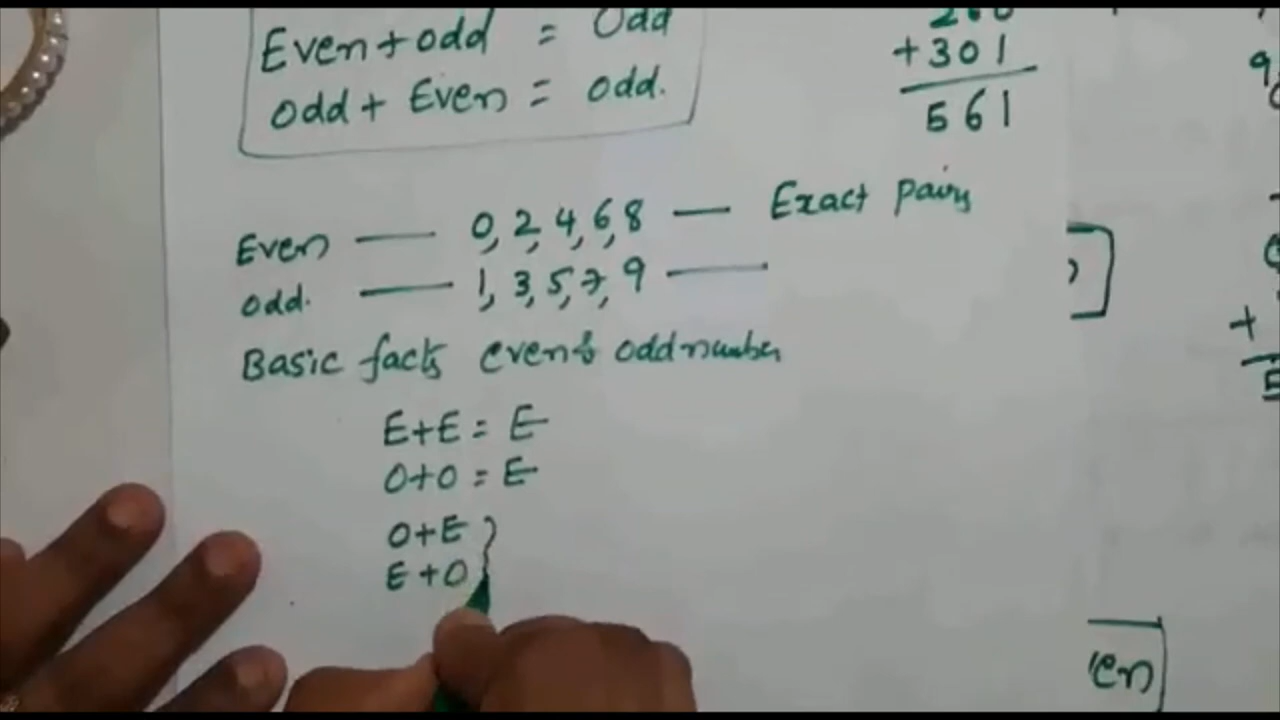 Even + odd = Odd
odd + Even = odd.
+301
561
Even — 0, 2, 4, 6, 8 — Exact pairs
odd. — 1, 3, 5, 7, 9 —
Basic facts even & odd number
E+E = E
O+O = E
O+E }
E+O